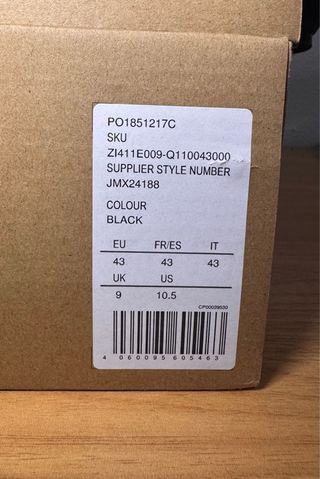 PO1851217C
SKU
ZI411E009-Q110043000
SUPPLIER STYLE NUMBER
JMX24188
COLOUR
BLACK
EU FR/ES IT
43 43 43
UK US
9 10.5
CP00039530
4 060095 605463